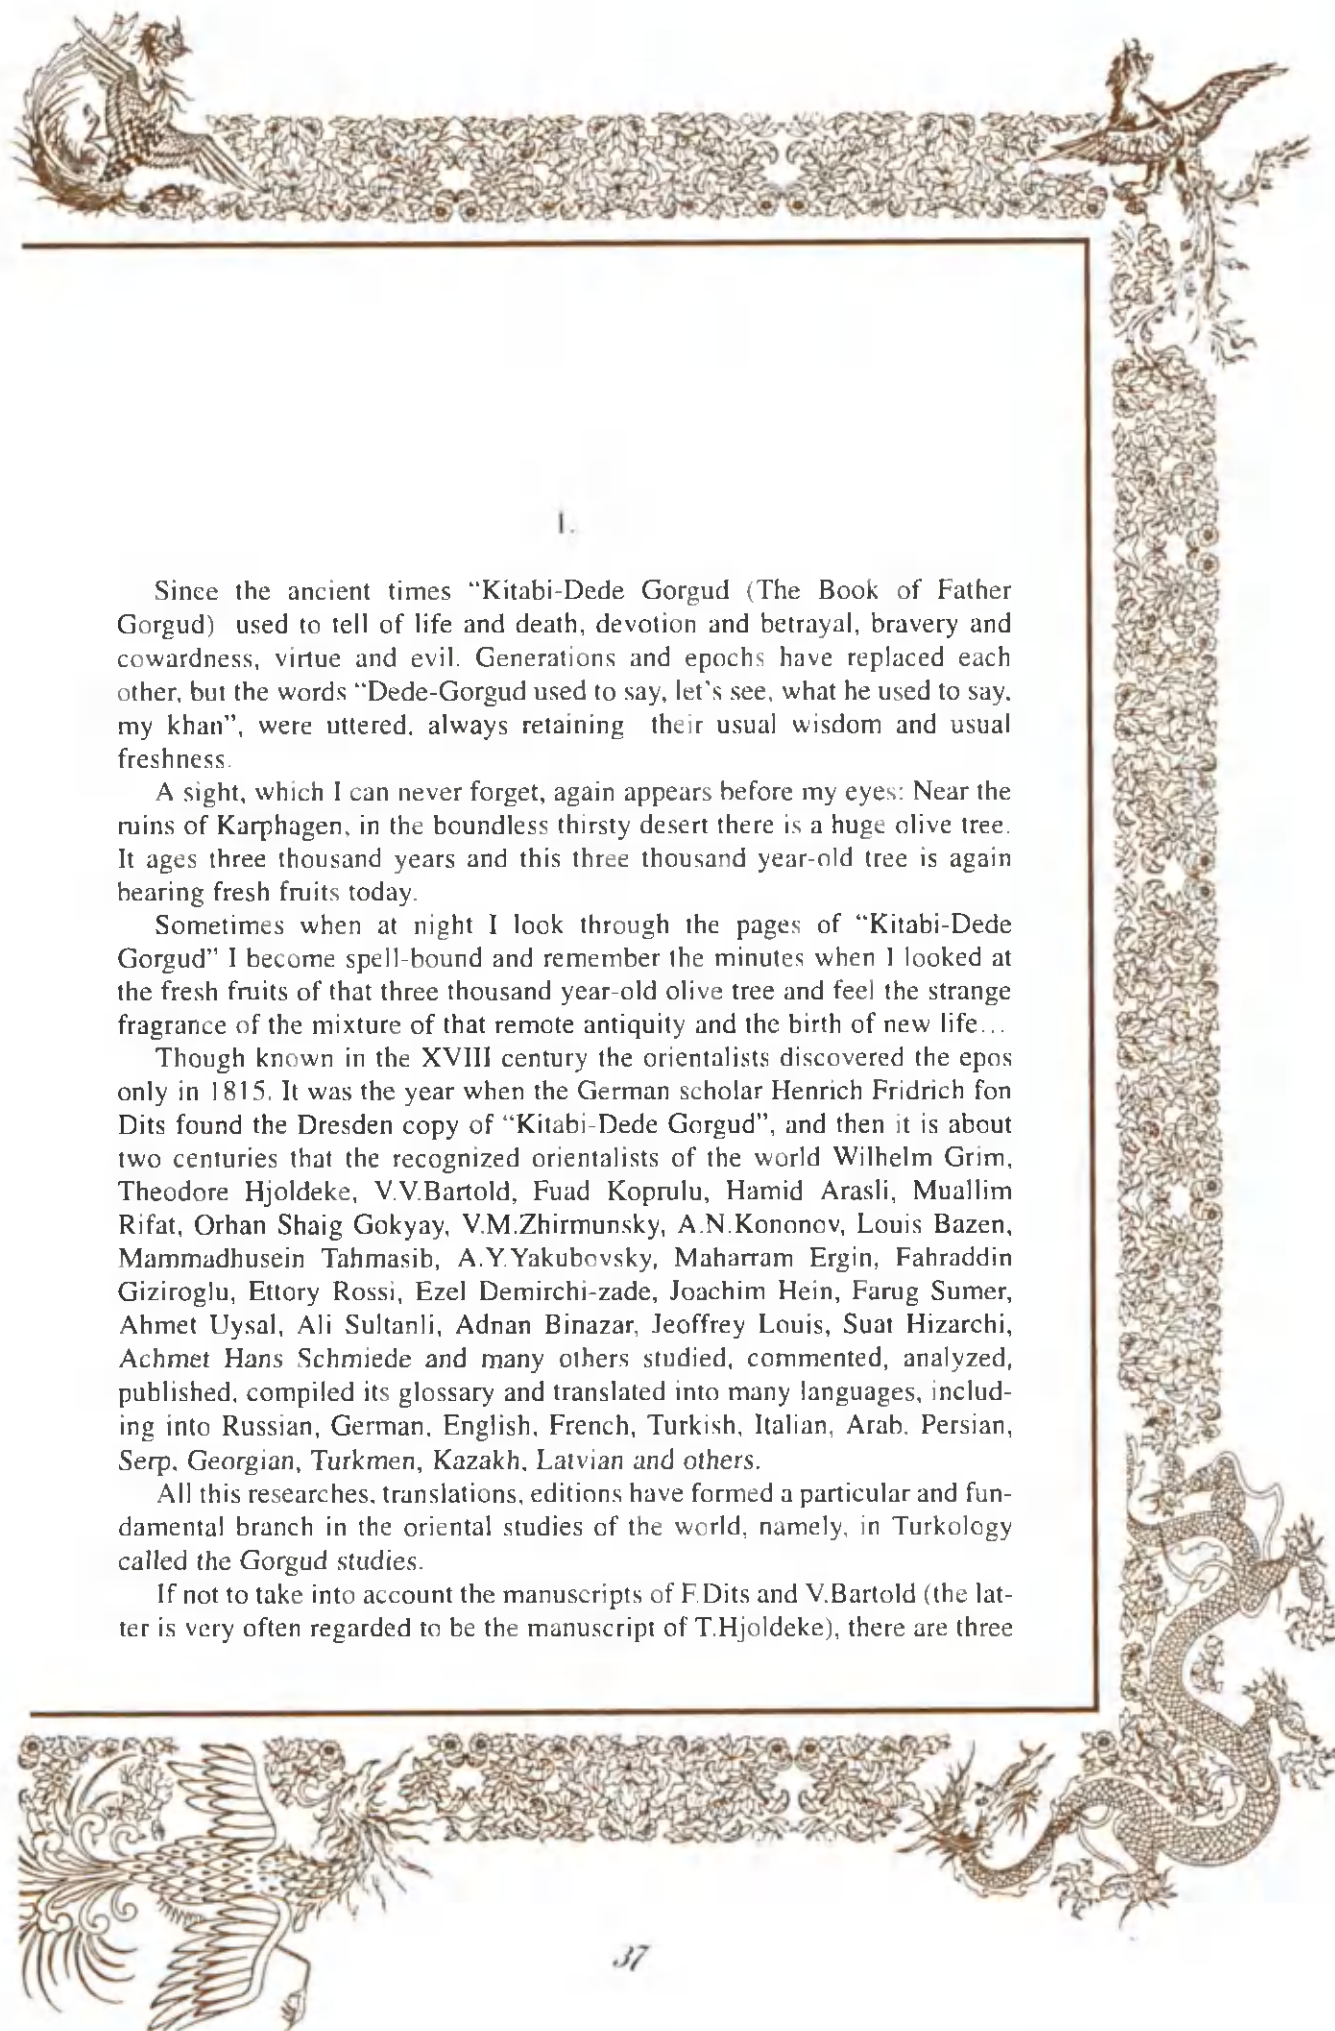 I.
Since the ancient times “Kitabi-Dede Gorgud (The Book of Father
Gorgud) used to tell of life and death, devotion and betrayal, bravery and
cowardness, virtue and evil. Generations and epochs have replaced each
other, but the words “Dede-Gorgud used to say, let's see, what he used to say,
my khan”, were uttered, always retaining their usual wisdom and usual
freshness.
A sight, which I can never forget, again appears before my eyes: Near the
ruins of Karphagen, in the boundless thirsty desert there is a huge olive tree.
It ages three thousand years and this three thousand year-old tree is again
bearing fresh fruits today.
Sometimes when at night I look through the pages of “Kitabi-Dede
Gorgud” I become spell-bound and remember the minutes when I looked at
the fresh fruits of that three thousand year-old olive tree and feel the strange
fragrance of the mixture of that remote antiquity and the birth of new life...
Though known in the XVIII century the orientalists discovered the epos
only in 1815. It was the year when the German scholar Henrich Fridrich fon
Dits found the Dresden copy of “Kitabi-Dede Gorgud”, and then it is about
two centuries that the recognized orientalists of the world Wilhelm Grim,
Theodore Hjoldeke, V.V.Bartold, Fuad Koprulu, Hamid Arasli, Muallim
Rifat, Orhan Shaig Gokyay, V.M.Zhirmunsky, A.N.Kononov, Louis Bazen,
Mammadhusein Tahmasib, A.Y.Yakubovsky, Maharram Ergin, Fahraddin
Giziroglu, Ettory Rossi, Ezel Demirchi-zade, Joachim Hein, Farug Sumer,
Ahmet Uysal, Ali Sultanli, Adnan Binazar, Jeoffrey Louis, Suat Hizarchi,
Achmet Hans Schmiede and many others studied, commented, analyzed,
published, compiled its glossary and translated into many languages, includ-
ing into Russian, German, English, French, Turkish, Italian, Arab, Persian,
Serp, Georgian, Turkmen, Kazakh, Latvian and others.
All this researches, translations, editions have formed a particular and fun-
damental branch in the oriental studies of the world, namely, in Turkology
called the Gorgud studies.
If not to take into account the manuscripts of F.Dits and V.Bartold (the lat-
ter is very often regarded to be the manuscript of T.Hjoldeke), there are three
37